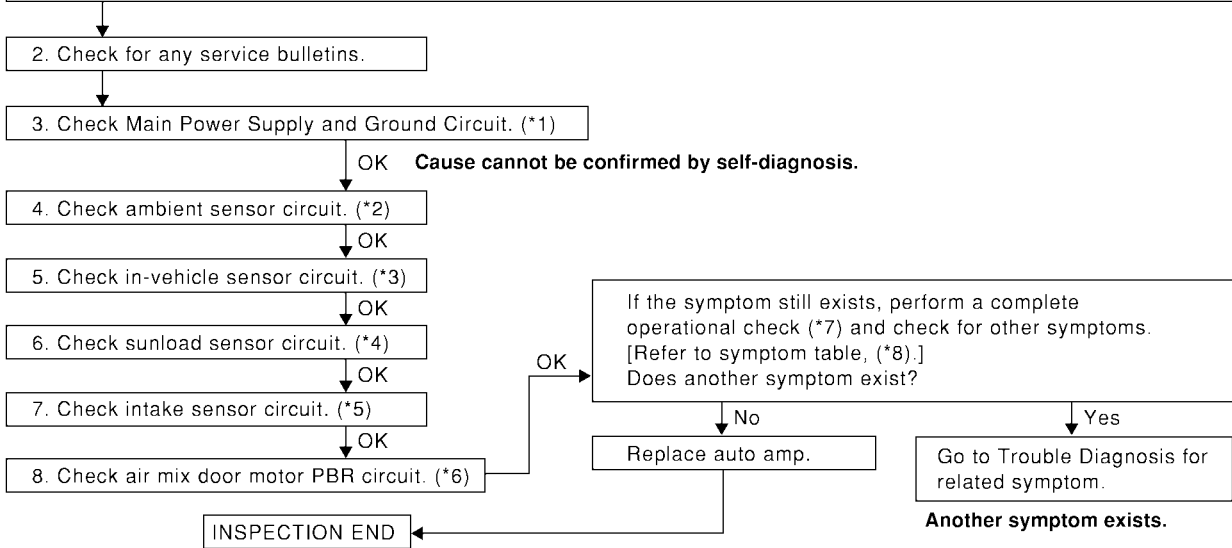 2. Check for any service bulletins.
3. Check Main Power Supply and Ground Circuit. (*1)
OK
Cause cannot be confirmed by self-diagnosis.
4. Check ambient sensor circuit. (*2)
OK
5. Check in-vehicle sensor circuit. (*3)
OK
6. Check sunload sensor circuit. (*4)
OK
7. Check intake sensor circuit. (*5)
OK
8. Check air mix door motor PBR circuit. (*6)
OK
If the symptom still exists, perform a complete
operational check (*7) and check for other symptoms.
[Refer to symptom table, (*8).]
Does another symptom exist?
No
Yes
Replace auto amp.
Go to Trouble Diagnosis for
related symptom.
Another symptom exists.
INSPECTION END